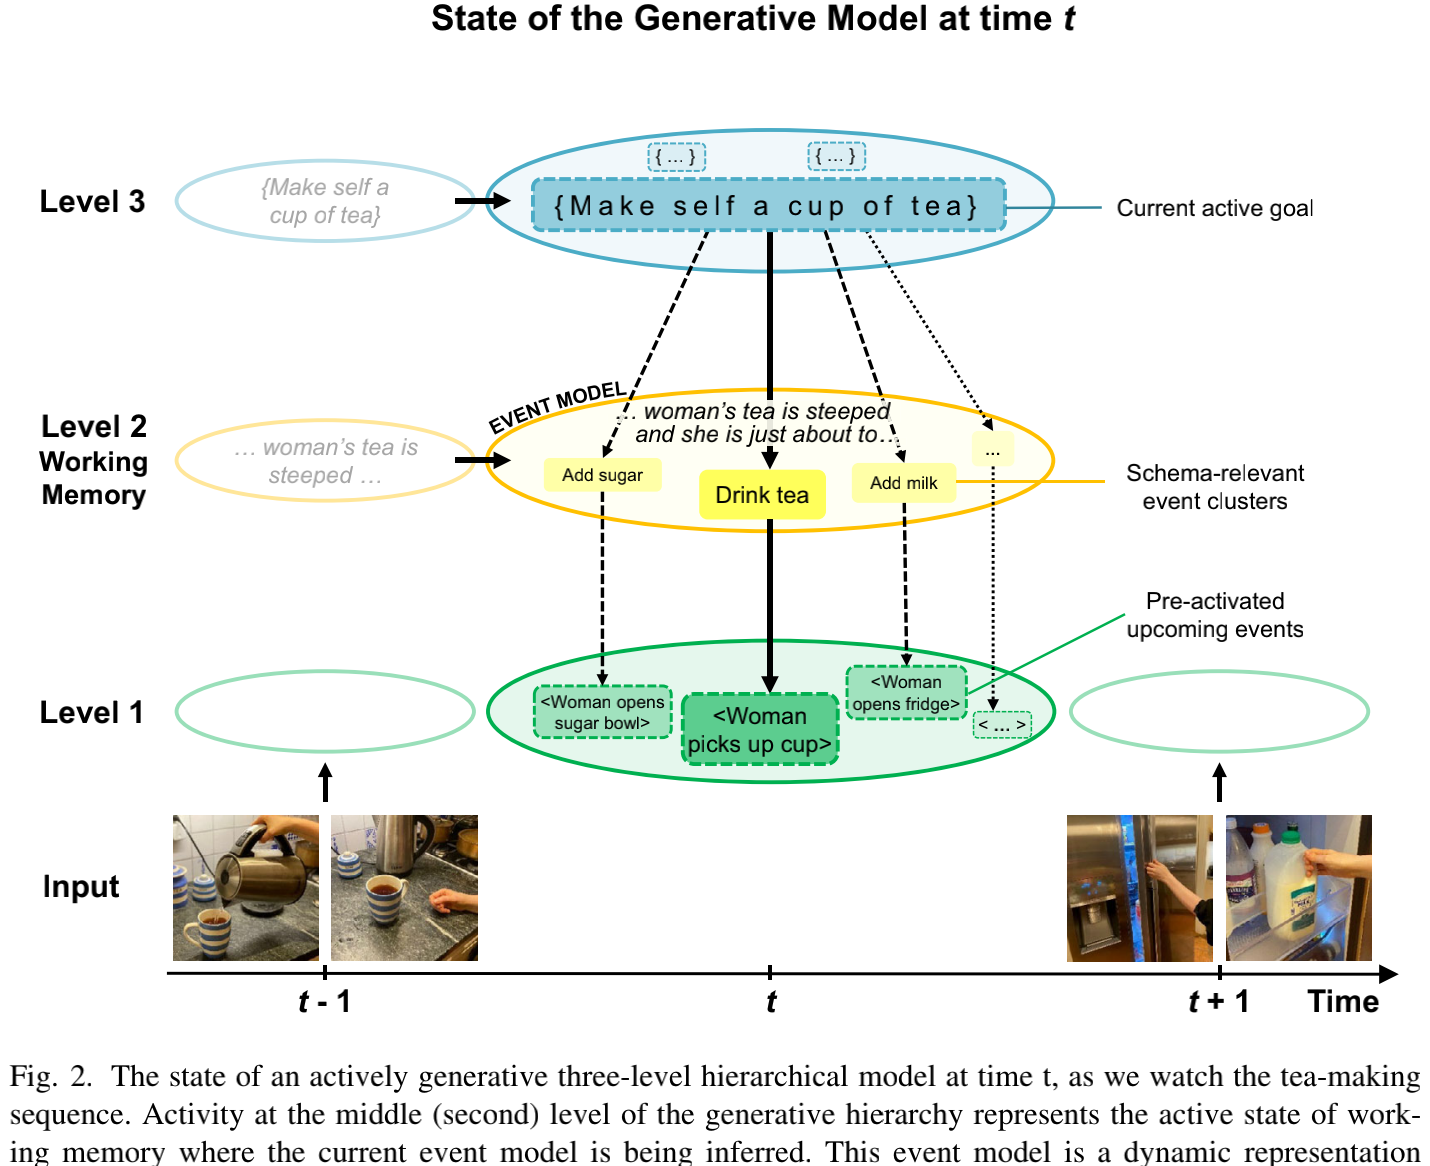 State of the Generative Model at time t
{ ... }
{ ... }
Level 3
{Make self a
cup of tea}
{Make self a cup of tea}
Current active goal
EVENT MODEL
Level 2
Working
Memory
... woman's tea is
steeped ...
... woman's tea is steeped
and she is just about to...
...
Add sugar
Drink tea
Add milk
Schema-relevant
event clusters
Pre-activated
upcoming events
Level 1
<Woman opens
sugar bowl>
<Woman
picks up cup>
<Woman
opens fridge>
< ... >
Input
t - 1
t
t + 1
Time
Fig. 2. The state of an actively generative three-level hierarchical model at time t, as we watch the tea-making
sequence. Activity at the middle (second) level of the generative hierarchy represents the active state of work-
ing memory where the current event model is being inferred. This event model is a dynamic representation